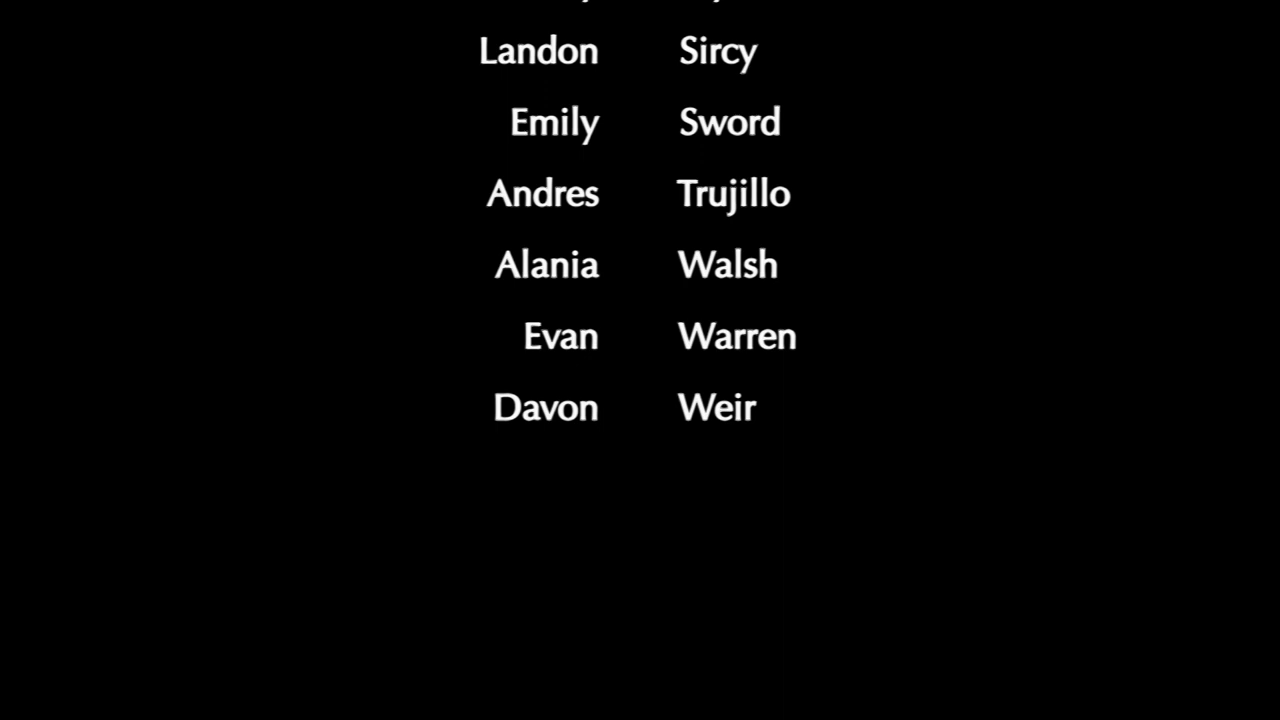 Landon Sircy
Emily Sword
Andres Trujillo
Alania Walsh
Evan Warren
Davon Weir